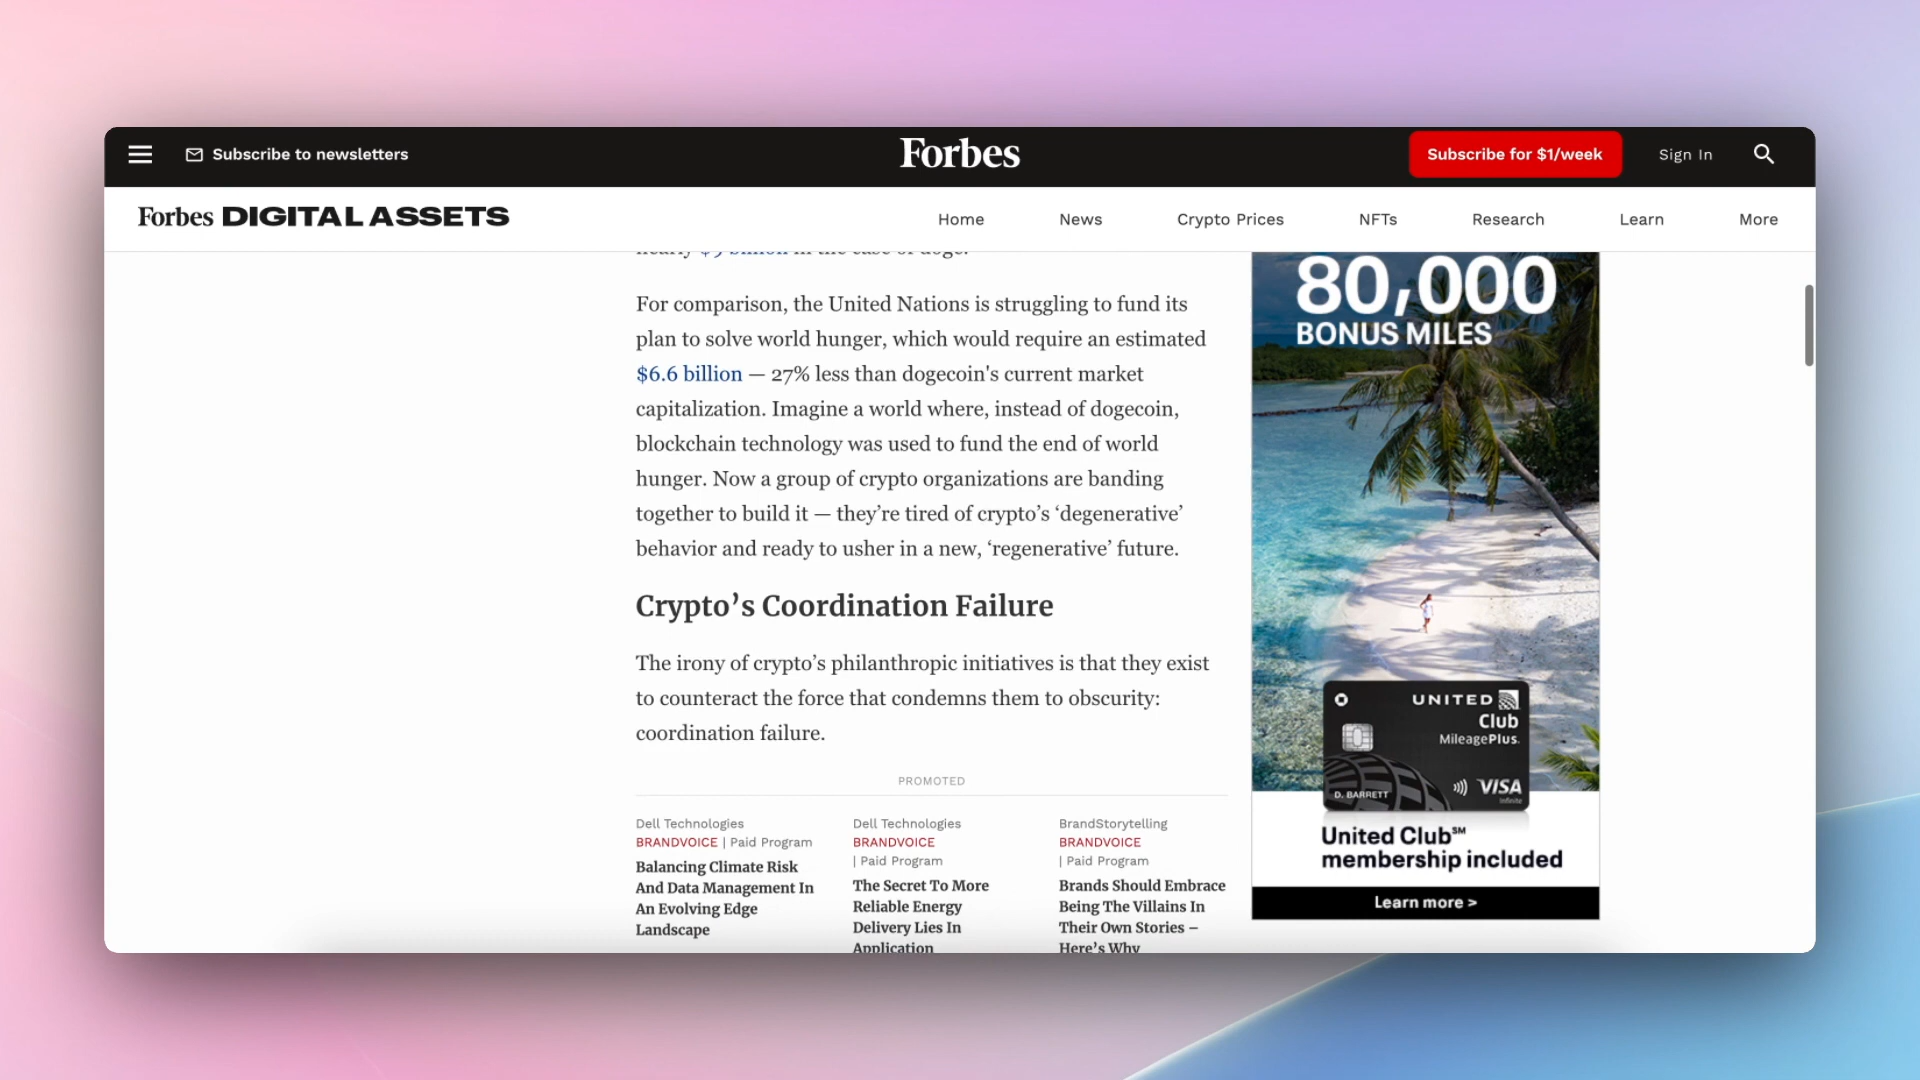 Subscribe to newsletters
Forbes
Subscribe for $1/week
Sign In
Forbes DIGITAL ASSETS
Home
News
Crypto Prices
NFTs
Research
Learn
More
nearly $9 billion in the case of doge.
For comparison, the United Nations is struggling to fund its
plan to solve world hunger, which would require an estimated
$6.6 billion — 27% less than dogecoin's current market
capitalization. Imagine a world where, instead of dogecoin,
blockchain technology was used to fund the end of world
hunger. Now a group of crypto organizations are banding
together to build it — they’re tired of crypto’s ‘degenerative’
behavior and ready to usher in a new, ‘regenerative’ future.
Crypto’s Coordination Failure
The irony of crypto’s philanthropic initiatives is that they exist
to counteract the force that condemns them to obscurity:
coordination failure.
PROMOTED
Dell Technologies
BRANDVOICE | Paid Program
Balancing Climate Risk
And Data Management In
An Evolving Edge
Landscape
Dell Technologies
BRANDVOICE
| Paid Program
The Secret To More
Reliable Energy
Delivery Lies In
Application
BrandStorytelling
BRANDVOICE
| Paid Program
Brands Should Embrace
Being The Villains In
Their Own Stories –
Here’s Why
80,000
BONUS MILES
UNITED
Club
MileagePlus.
D. BARRETT
VISA
Infinite
United Club℠
membership included
Learn more >